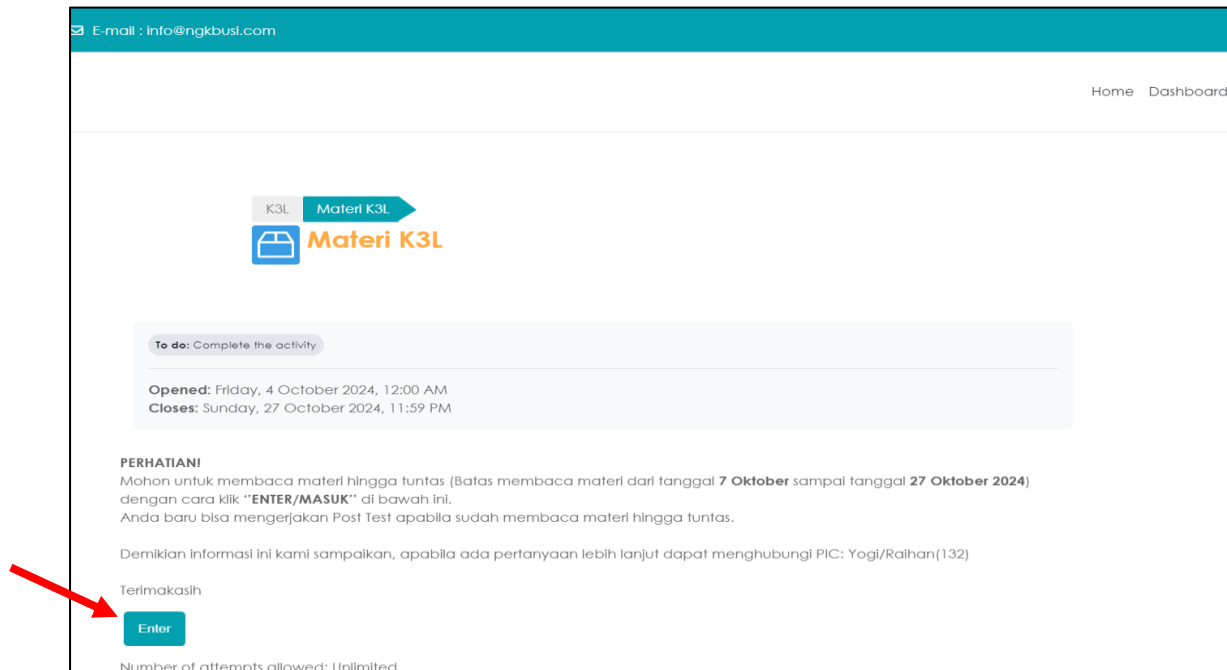 E-mail : info@ngkbusi.com
Home Dashboard
K3L Materi K3L
Materi K3L
To do: Complete the activity
Opened: Friday, 4 October 2024, 12:00 AM
Closes: Sunday, 27 October 2024, 11:59 PM
PERHATIAN!
Mohon untuk membaca materi hingga tuntas (Batas membaca materi dari tanggal 7 Oktober sampai tanggal 27 Oktober 2024)
dengan cara klik "ENTER/MASUK" di bawah ini.
Anda baru bisa mengerjakan Post Test apabila sudah membaca materi hingga tuntas.
Demikian informasi ini kami sampaikan, apabila ada pertanyaan lebih lanjut dapat menghubungi PIC: Yogi/Raihan(132)
Terimakasih
Enter
Number of attempts allowed: Unlimited